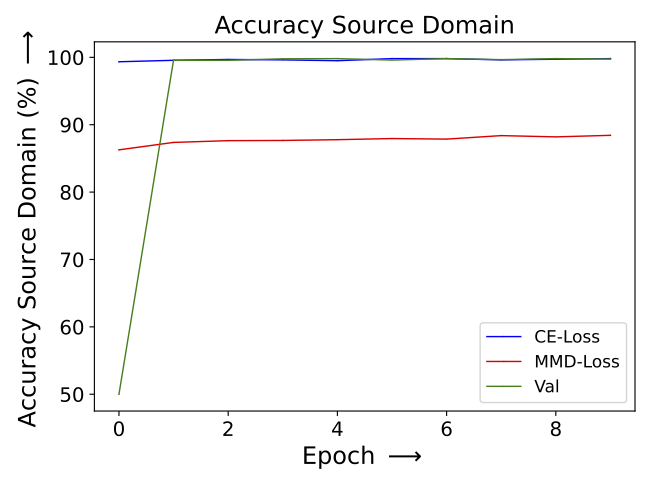 Accuracy Source Domain
Accuracy Source Domain (%) ⟶
100
90
80
70
60
50
CE-Loss
MMD-Loss
Val
0 2 4 6 8
Epoch ⟶